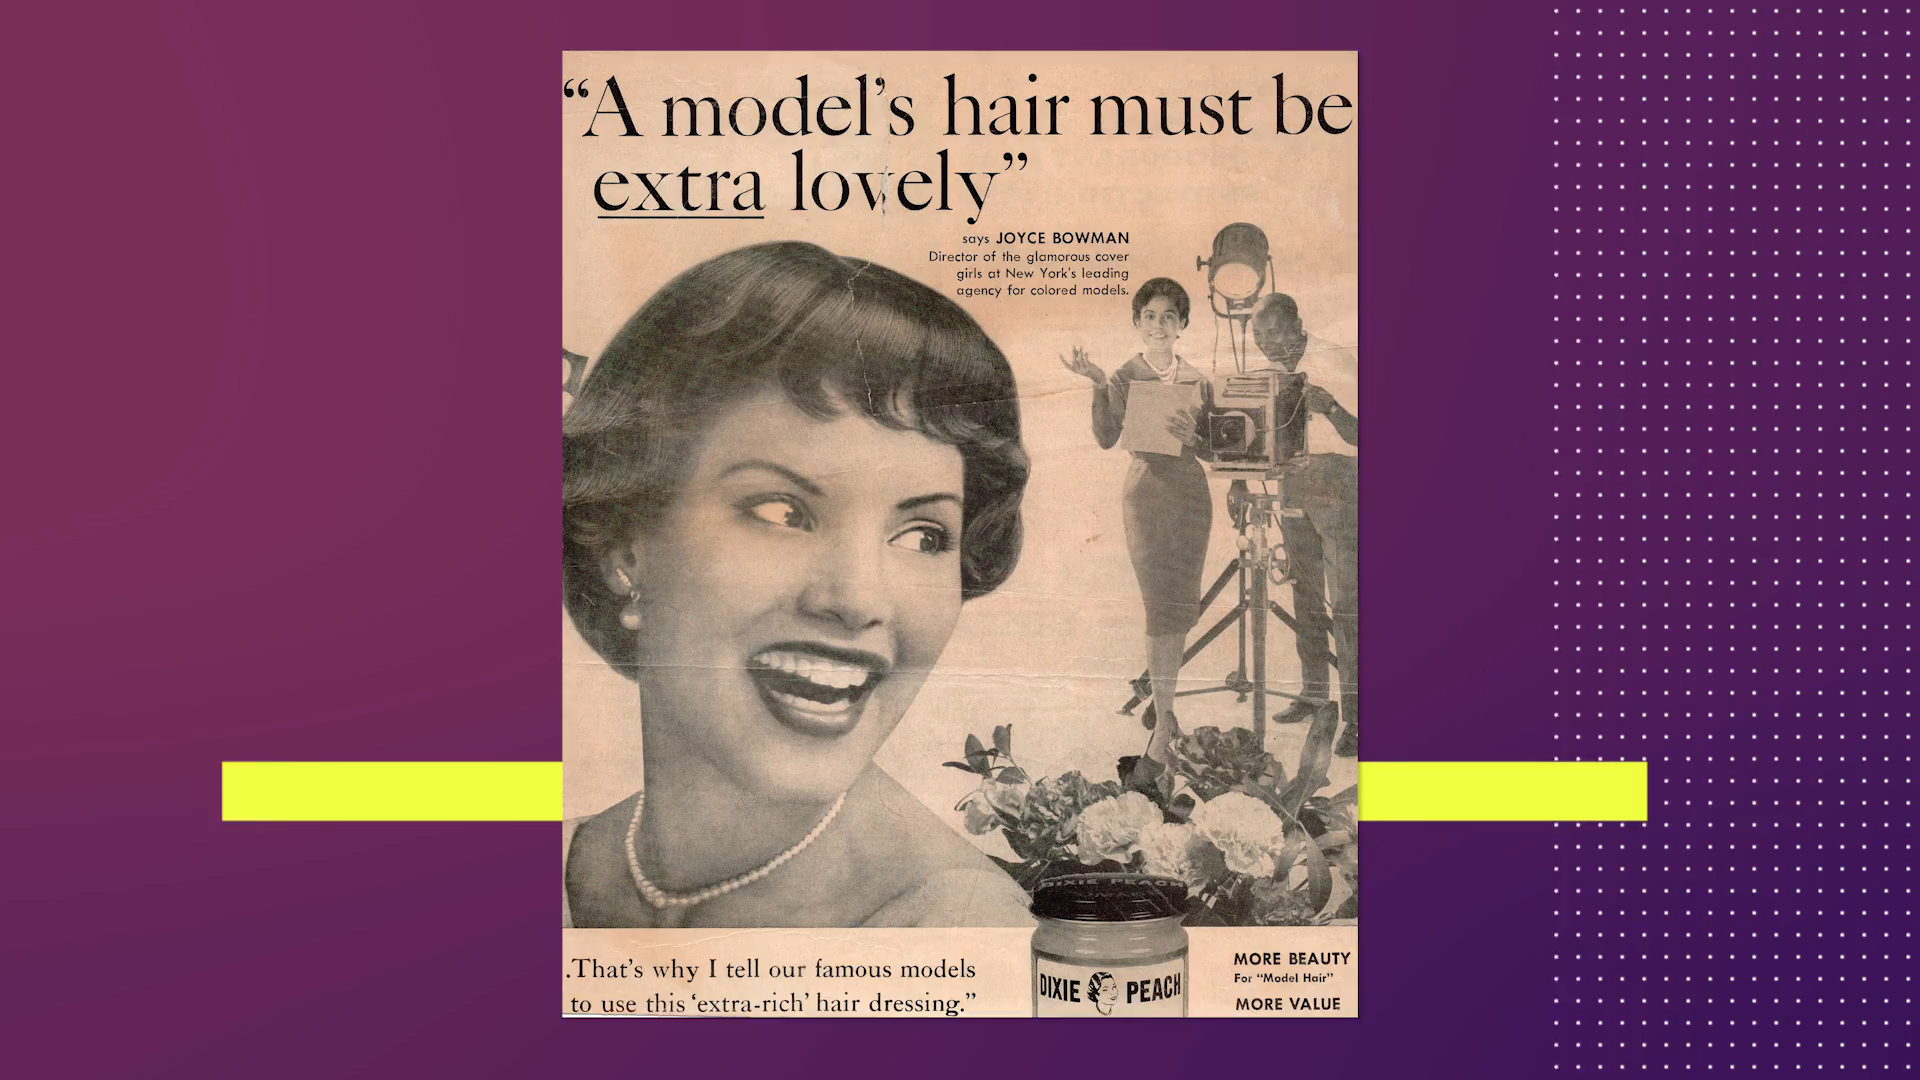 “A model’s hair must be
extra lovely”
says JOYCE BOWMAN
Director of the glamorous cover
girls at New York’s leading
agency for colored models.
DIXIE PEACH
.That’s why I tell our famous models
to use this ‘extra-rich’ hair dressing.”
DIXIE PEACH
MORE BEAUTY
For “Model Hair”
MORE VALUE